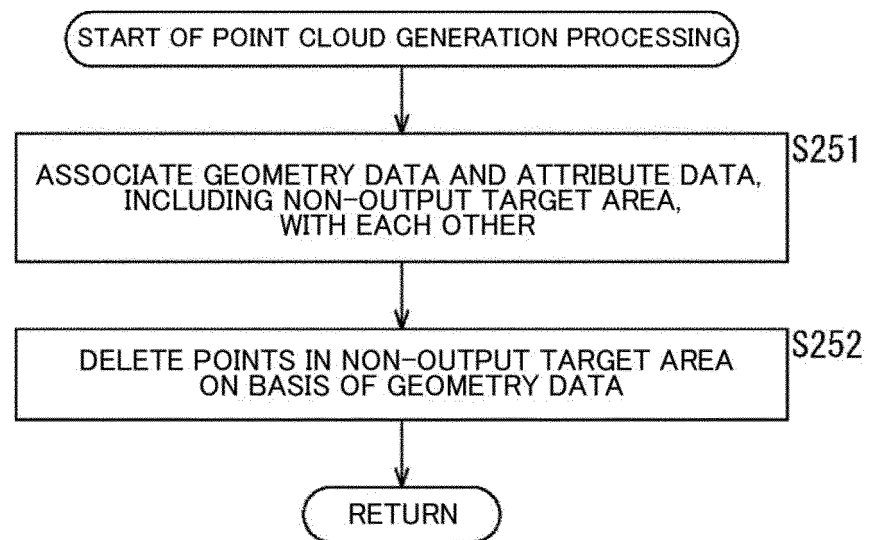 START OF POINT CLOUD GENERATION PROCESSING
S251
ASSOCIATE GEOMETRY DATA AND ATTRIBUTE DATA,
INCLUDING NON-OUTPUT TARGET AREA,
WITH EACH OTHER
S252
DELETE POINTS IN NON-OUTPUT TARGET AREA
ON BASIS OF GEOMETRY DATA
RETURN